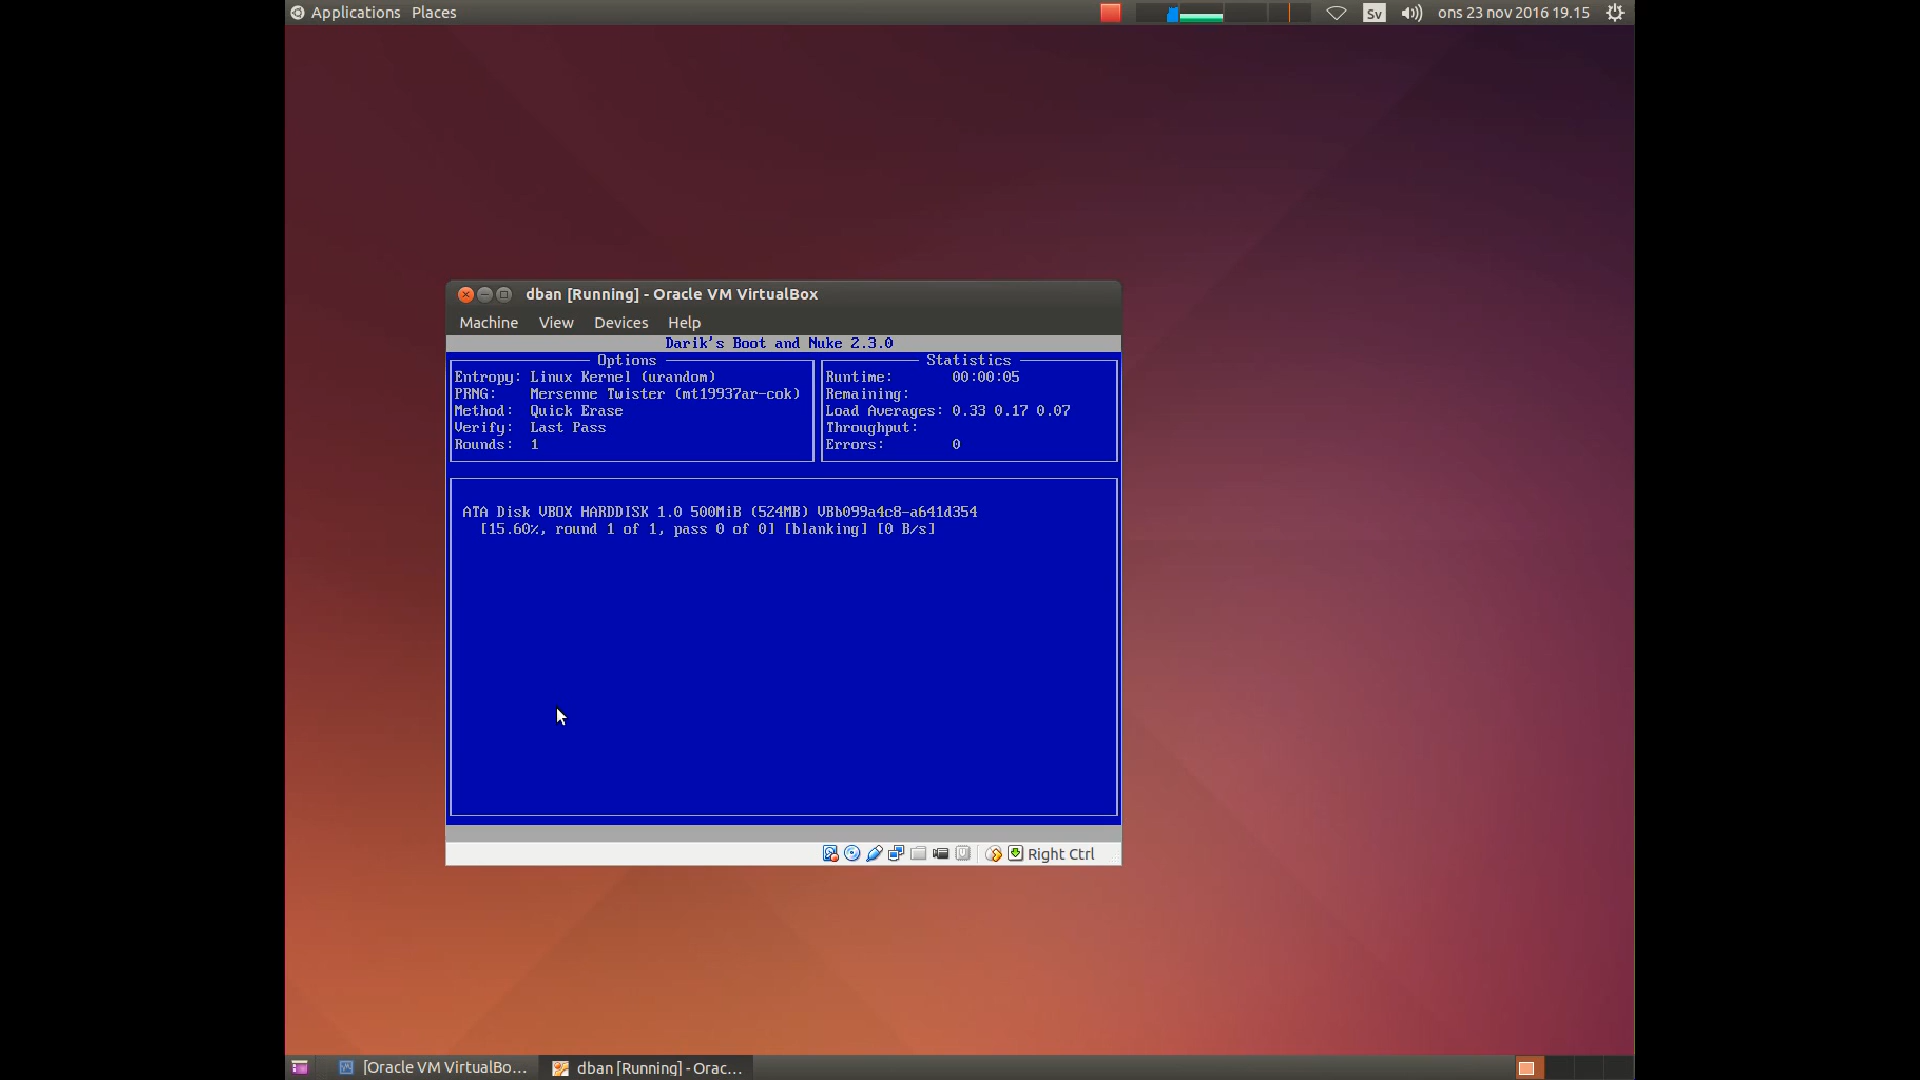 Applications Places
Sv ons 23 nov 2016 19.15
dban [Running] - Oracle VM VirtualBox
Machine View Devices Help
Darik's Boot and Nuke 2.3.0
Options
Entropy: Linux Kernel (urandom)
PRNG: Mersenne Twister (mt19937ar-cok)
Method: Quick Erase
Verify: Last Pass
Rounds: 1
Statistics
Runtime: 00:00:05
Remaining:
Load Averages: 0.33 0.17 0.07
Throughput:
Errors: 0
ATA Disk VBOX HARDDISK 1.0 500MiB (524MB) VBb099a4c8-a641d354
[15.60%, round 1 of 1, pass 0 of 0] [blanking] [0 B/s]
Right Ctrl
[Oracle VM VirtualBo...
dban [Running] - Orac...